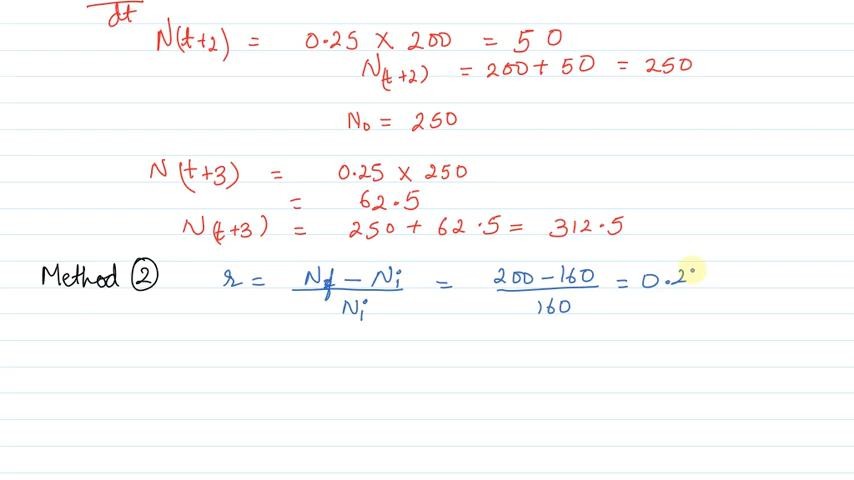 dt
N(t+2) = 0.25 × 200 = 50
N(t+2) = 200 + 50 = 250
N₀ = 250
N(t+3) = 0.25 × 250
= 62.5
N(t+3) = 250 + 62.5 = 312.5
Method ② r = (Nf − Ni) / Ni = (200 − 160) / 160 = 0.2